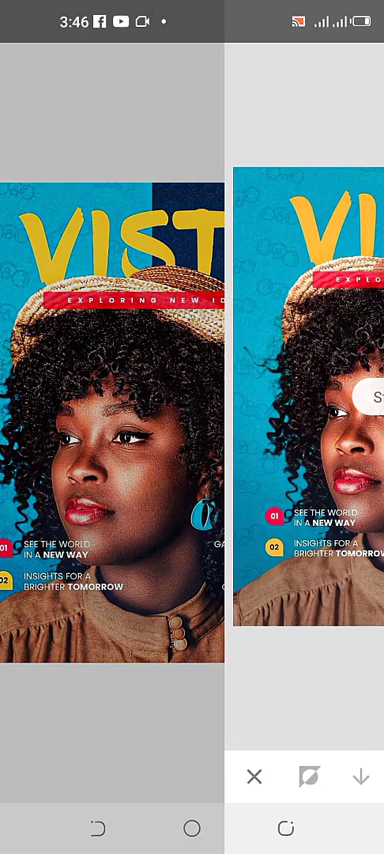 3:46
VIST
EXPLORING NEW
01 SEE THE WORLD
IN A NEW WAY
02 INSIGHTS FOR A
BRIGHTER TOMORROW
GA
VI
EXPLO
01 SEE THE WORLD
IN A NEW WAY
02 INSIGHTS FOR A
BRIGHTER TOMORROW